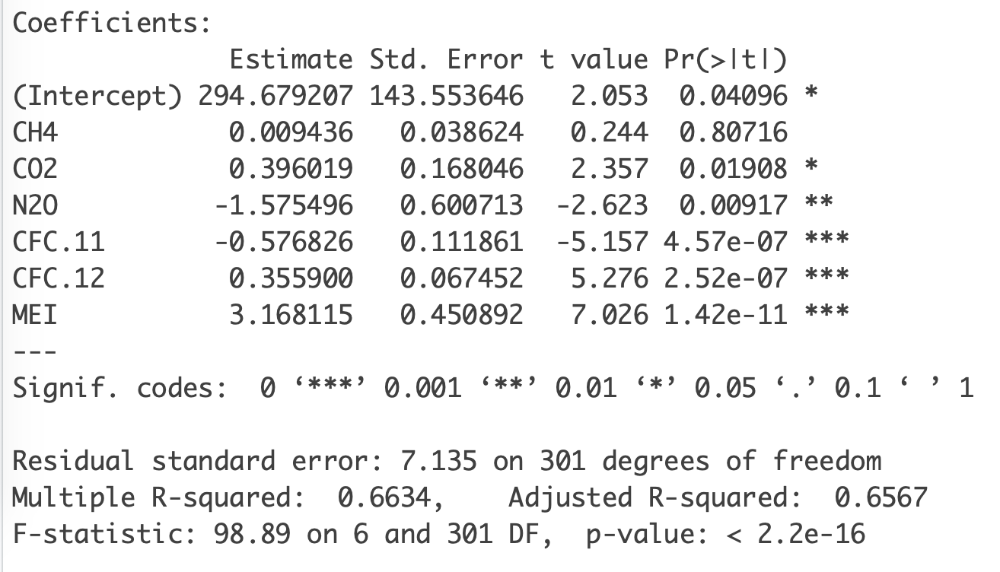 Coefficients:
              Estimate Std. Error t value Pr(>|t|)
(Intercept) 294.679207 143.553646   2.053  0.04096 *
CH4           0.009436   0.038624   0.244  0.80716
CO2           0.396019   0.168046   2.357  0.01908 *
N2O          -1.575496   0.600713  -2.623  0.00917 **
CFC.11       -0.576826   0.111861  -5.157 4.57e-07 ***
CFC.12        0.355900   0.067452   5.276 2.52e-07 ***
MEI           3.168115   0.450892   7.026 1.42e-11 ***
---
Signif. codes:  0 ‘***’ 0.001 ‘**’ 0.01 ‘*’ 0.05 ‘.’ 0.1 ‘ ’ 1
Residual standard error: 7.135 on 301 degrees of freedom
Multiple R-squared:  0.6634,    Adjusted R-squared:  0.6567
F-statistic: 98.89 on 6 and 301 DF,  p-value: < 2.2e-16